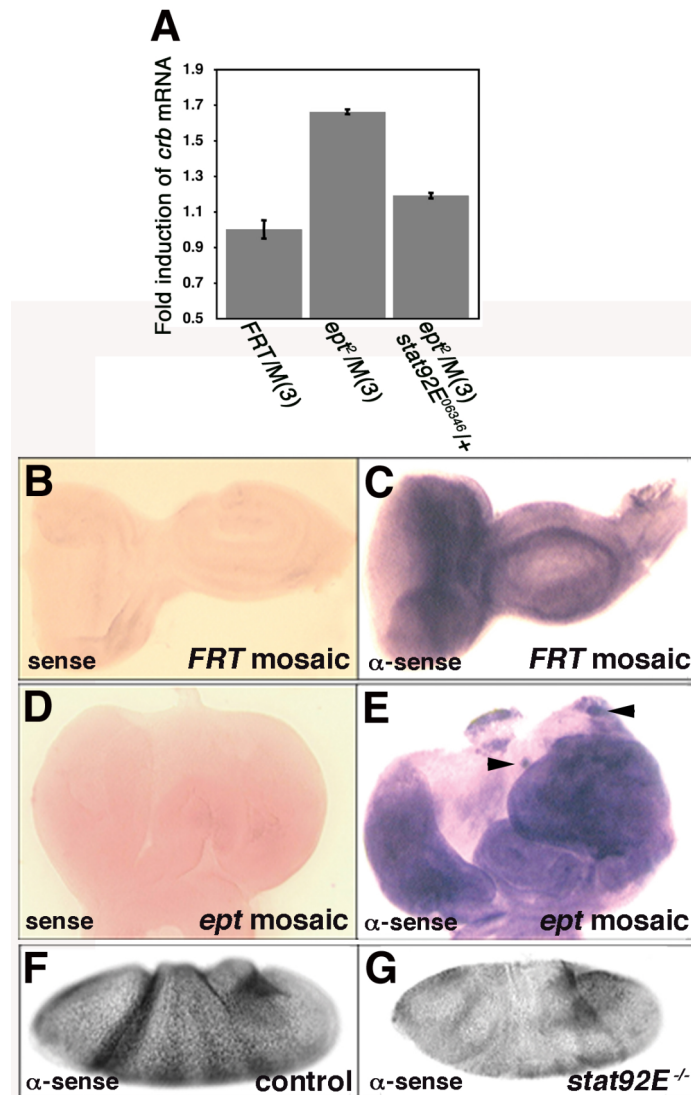 A
Fold induction of crb mRNA
1.9
1.7
1.5
1.3
1.1
0.9
0.7
0.5
FRT/M(3)
ept²/M(3)
ept²/M(3)
stat92E⁰⁶³⁴⁶/+
B
sense
FRT mosaic
C
α-sense
FRT mosaic
D
sense
ept mosaic
E
α-sense
ept mosaic
F
α-sense
control
G
α-sense
stat92E⁻/⁻